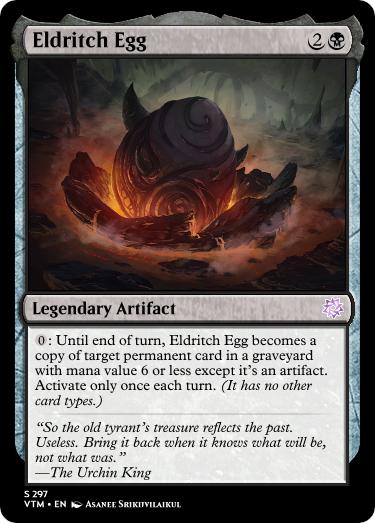 Eldritch Egg 2
Legendary Artifact
0: Until end of turn, Eldritch Egg becomes a
copy of target permanent card in a graveyard
with mana value 6 or less except it's an artifact.
Activate only once each turn. (It has no other
card types.)
"So the old tyrant's treasure reflects the past.
Useless. Bring it back when it knows what will be,
not what was."
—The Urchin King
S 297
VTM • EN Asanee Srikijvilaikul